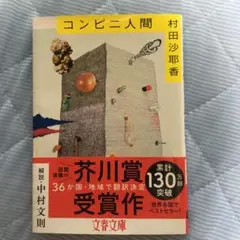 コンビニ人間
村田沙耶香
芥川賞
受賞作
36か国・地域で翻訳決定
累計
130万部
突破
世界各国で
ベストセラー!
解説・中村文則
文春文庫